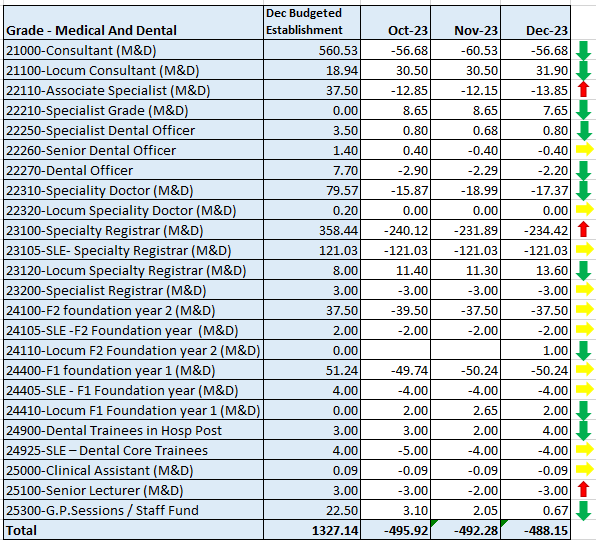 Grade - Medical And Dental Dec Budgeted Establishment Oct-23 Nov-23 Dec-23
21000-Consultant (M&D) 560.53 -56.68 -60.53 -56.68
21100-Locum Consultant (M&D) 18.94 30.50 30.50 31.90
22110-Associate Specialist (M&D) 37.50 -12.85 -12.15 -13.85
22210-Specialist Grade (M&D) 0.00 8.65 8.65 7.65
22250-Specialist Dental Officer 3.50 0.80 0.68 0.80
22260-Senior Dental Officer 1.40 0.40 -0.40 -0.40
22270-Dental Officer 7.70 -2.90 -2.29 -2.20
22310-Speciality Doctor (M&D) 79.57 -15.87 -18.99 -17.37
22320-Locum Speciality Doctor (M&D) 0.20 0.00 0.00 0.00
23100-Specialty Registrar (M&D) 358.44 -240.12 -231.89 -234.42
23105-SLE- Specialty Registrar (M&D) 121.03 -121.03 -121.03 -121.03
23120-Locum Specialty Registrar (M&D) 8.00 11.40 11.30 13.60
23200-Specialist Registrar (M&D) 3.00 -3.00 -3.00 -3.00
24100-F2 foundation year 2 (M&D) 37.50 -39.50 -37.50 -37.50
24105-SLE -F2 Foundation year (M&D) 2.00 -2.00 -2.00 -2.00
24110-Locum F2 Foundation year 2 (M&D) 0.00 1.00
24400-F1 foundation year 1 (M&D) 51.24 -49.74 -50.24 -50.24
24405-SLE - F1 Foundation year (M&D) 4.00 -4.00 -4.00 -4.00
24410-Locum F1 Foundation year 1 (M&D) 0.00 2.00 2.65 2.00
24900-Dental Trainees in Hosp Post 3.00 3.00 2.00 4.00
24925-SLE – Dental Core Trainees 4.00 -5.00 -4.00 -4.00
25000-Clinical Assistant (M&D) 0.09 -0.09 -0.09 -0.09
25100-Senior Lecturer (M&D) 3.00 -3.00 -2.00 -3.00
25300-G.P.Sessions / Staff Fund 22.50 3.10 2.05 0.67
Total 1327.14 -495.92 -492.28 -488.15